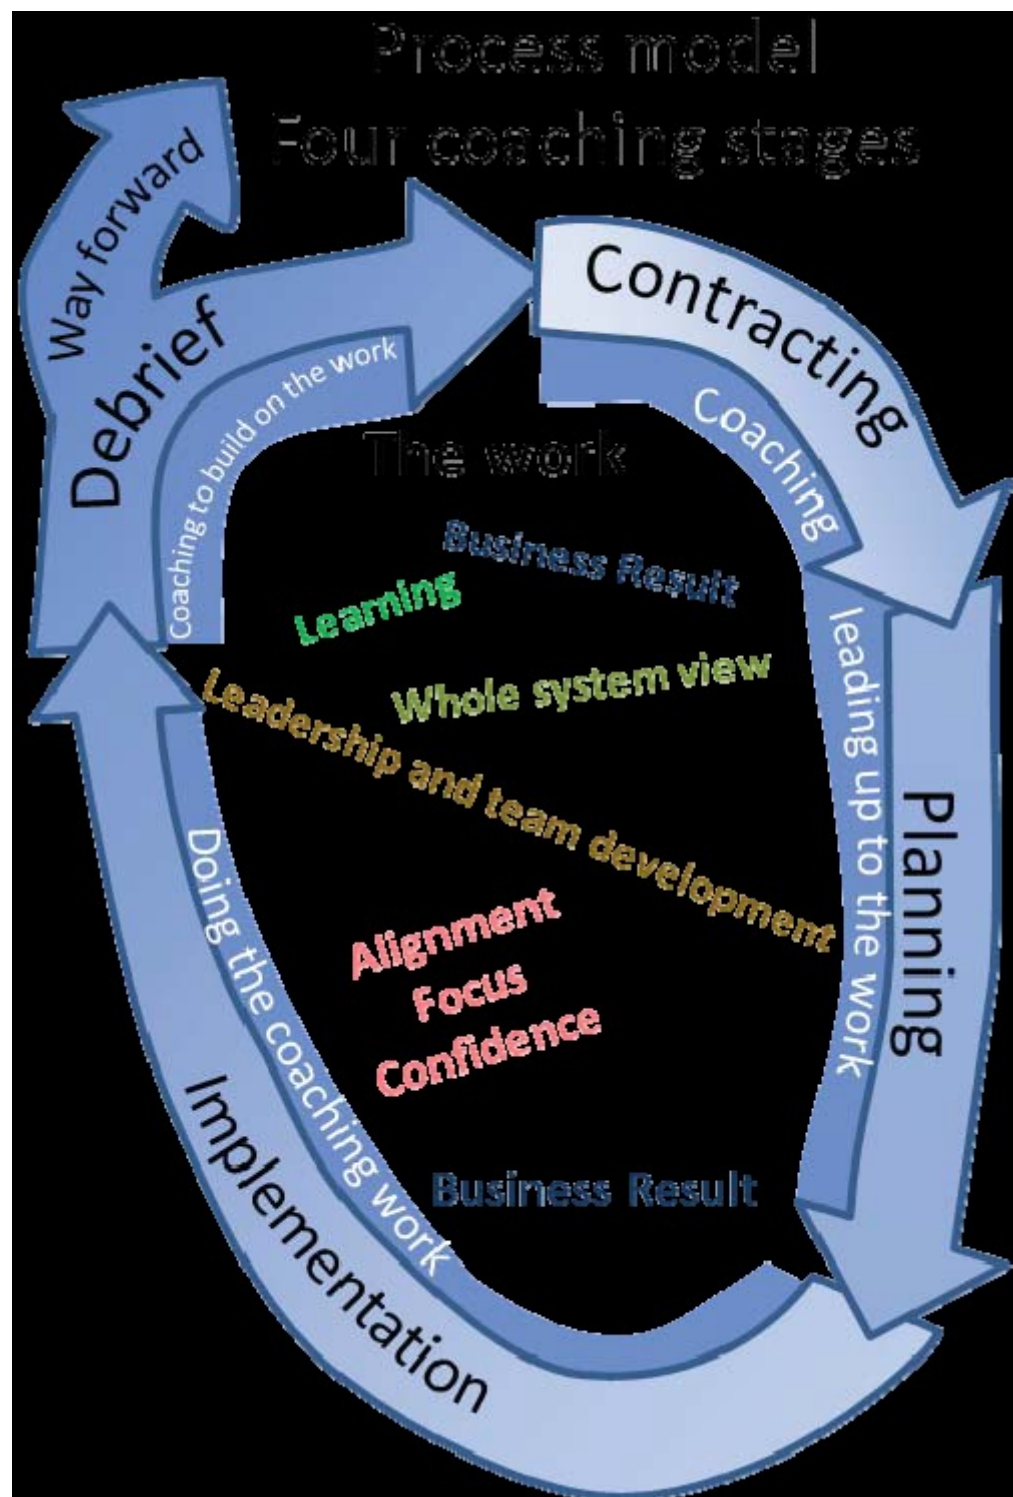 Process model
Four coaching stages
Way forward
Debrief
Coaching to build on the work
Contracting
Coaching
leading up to the work
Planning
The work
Business Result
Learning
Whole system view
Leadership and team development
Alignment
Focus
Confidence
Business Result
Doing the coaching work
Implementation